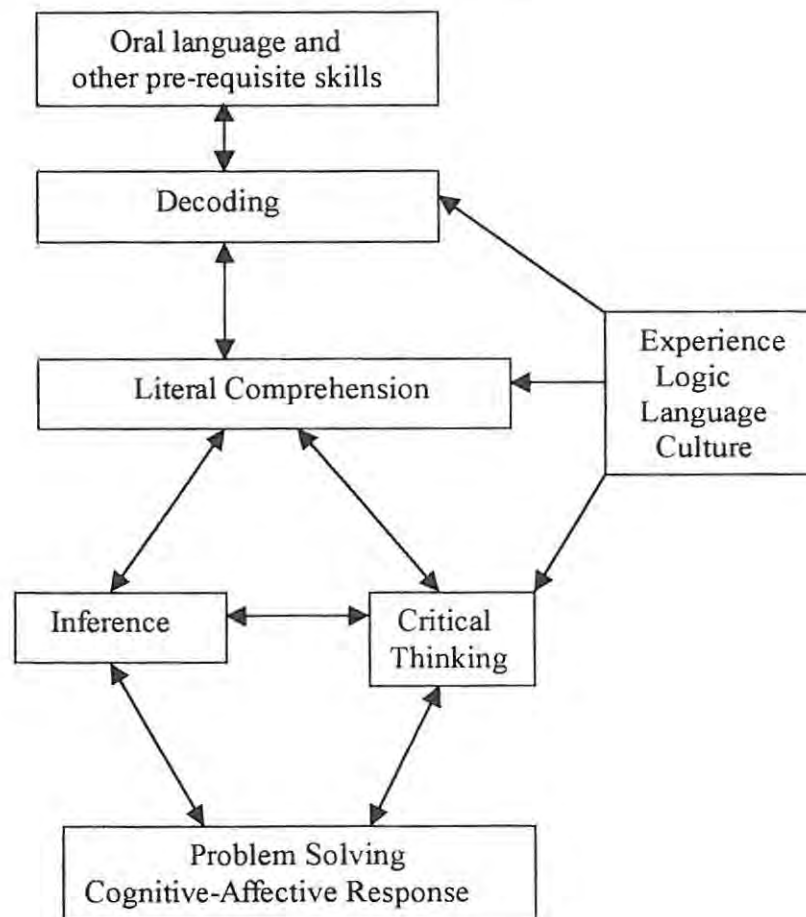 Oral language and
other pre-requisite skills
Decoding
Literal Comprehension
Experience
Logic
Language
Culture
Inference
Critical
Thinking
Problem Solving
Cognitive-Affective Response